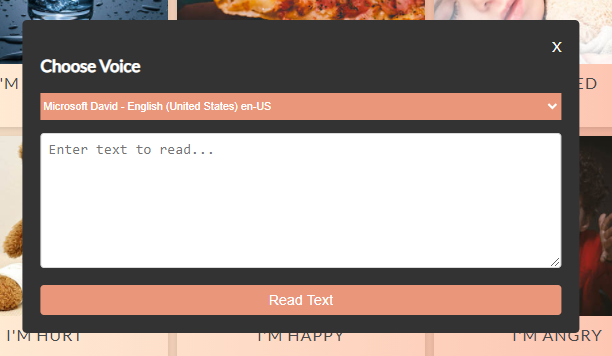 X
Choose Voice
Microsoft David - English (United States) en-US
Enter text to read...
Read Text
I'M
ED
I'M HURT
I'M HAPPY
I'M ANGRY